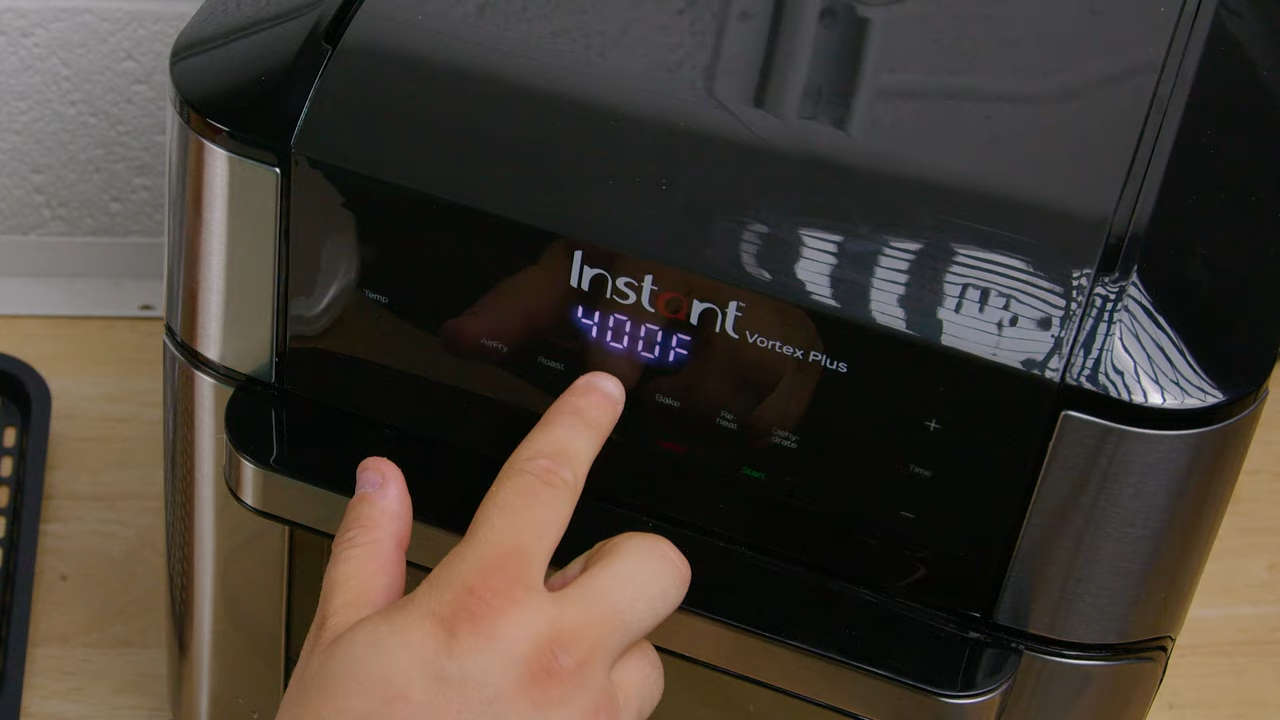 Instant
400F
Vortex Plus
Temp
AirFry
Roast
Bake
Re-
heat
Dehy-
drate
Start
+
Time
−